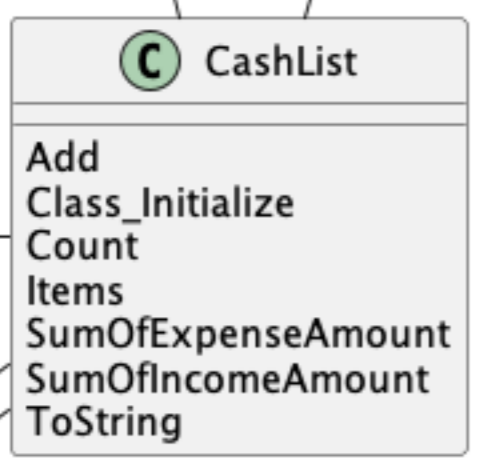 C CashList
Add
Class_Initialize
Count
Items
SumOfExpenseAmount
SumOfIncomeAmount
ToString